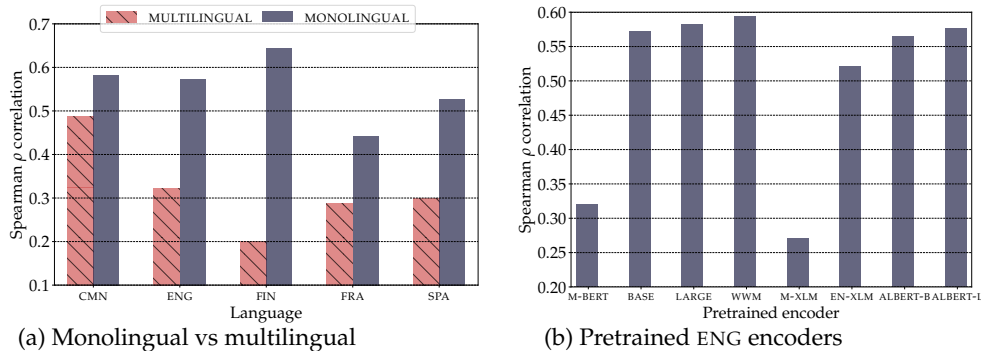 MULTILINGUAL MONOLINGUAL
0.7
0.6
0.5
0.4
0.3
0.2
0.1
Spearman ρ correlation
CMN ENG FIN FRA SPA
Language
(a) Monolingual vs multilingual
0.60
0.55
0.50
0.45
0.40
0.35
0.30
0.25
0.20
Spearman ρ correlation
M-BERT BASE LARGE WWM M-XLM EN-XLM ALBERT-B ALBERT-L
Pretrained encoder
(b) Pretrained ENG encoders